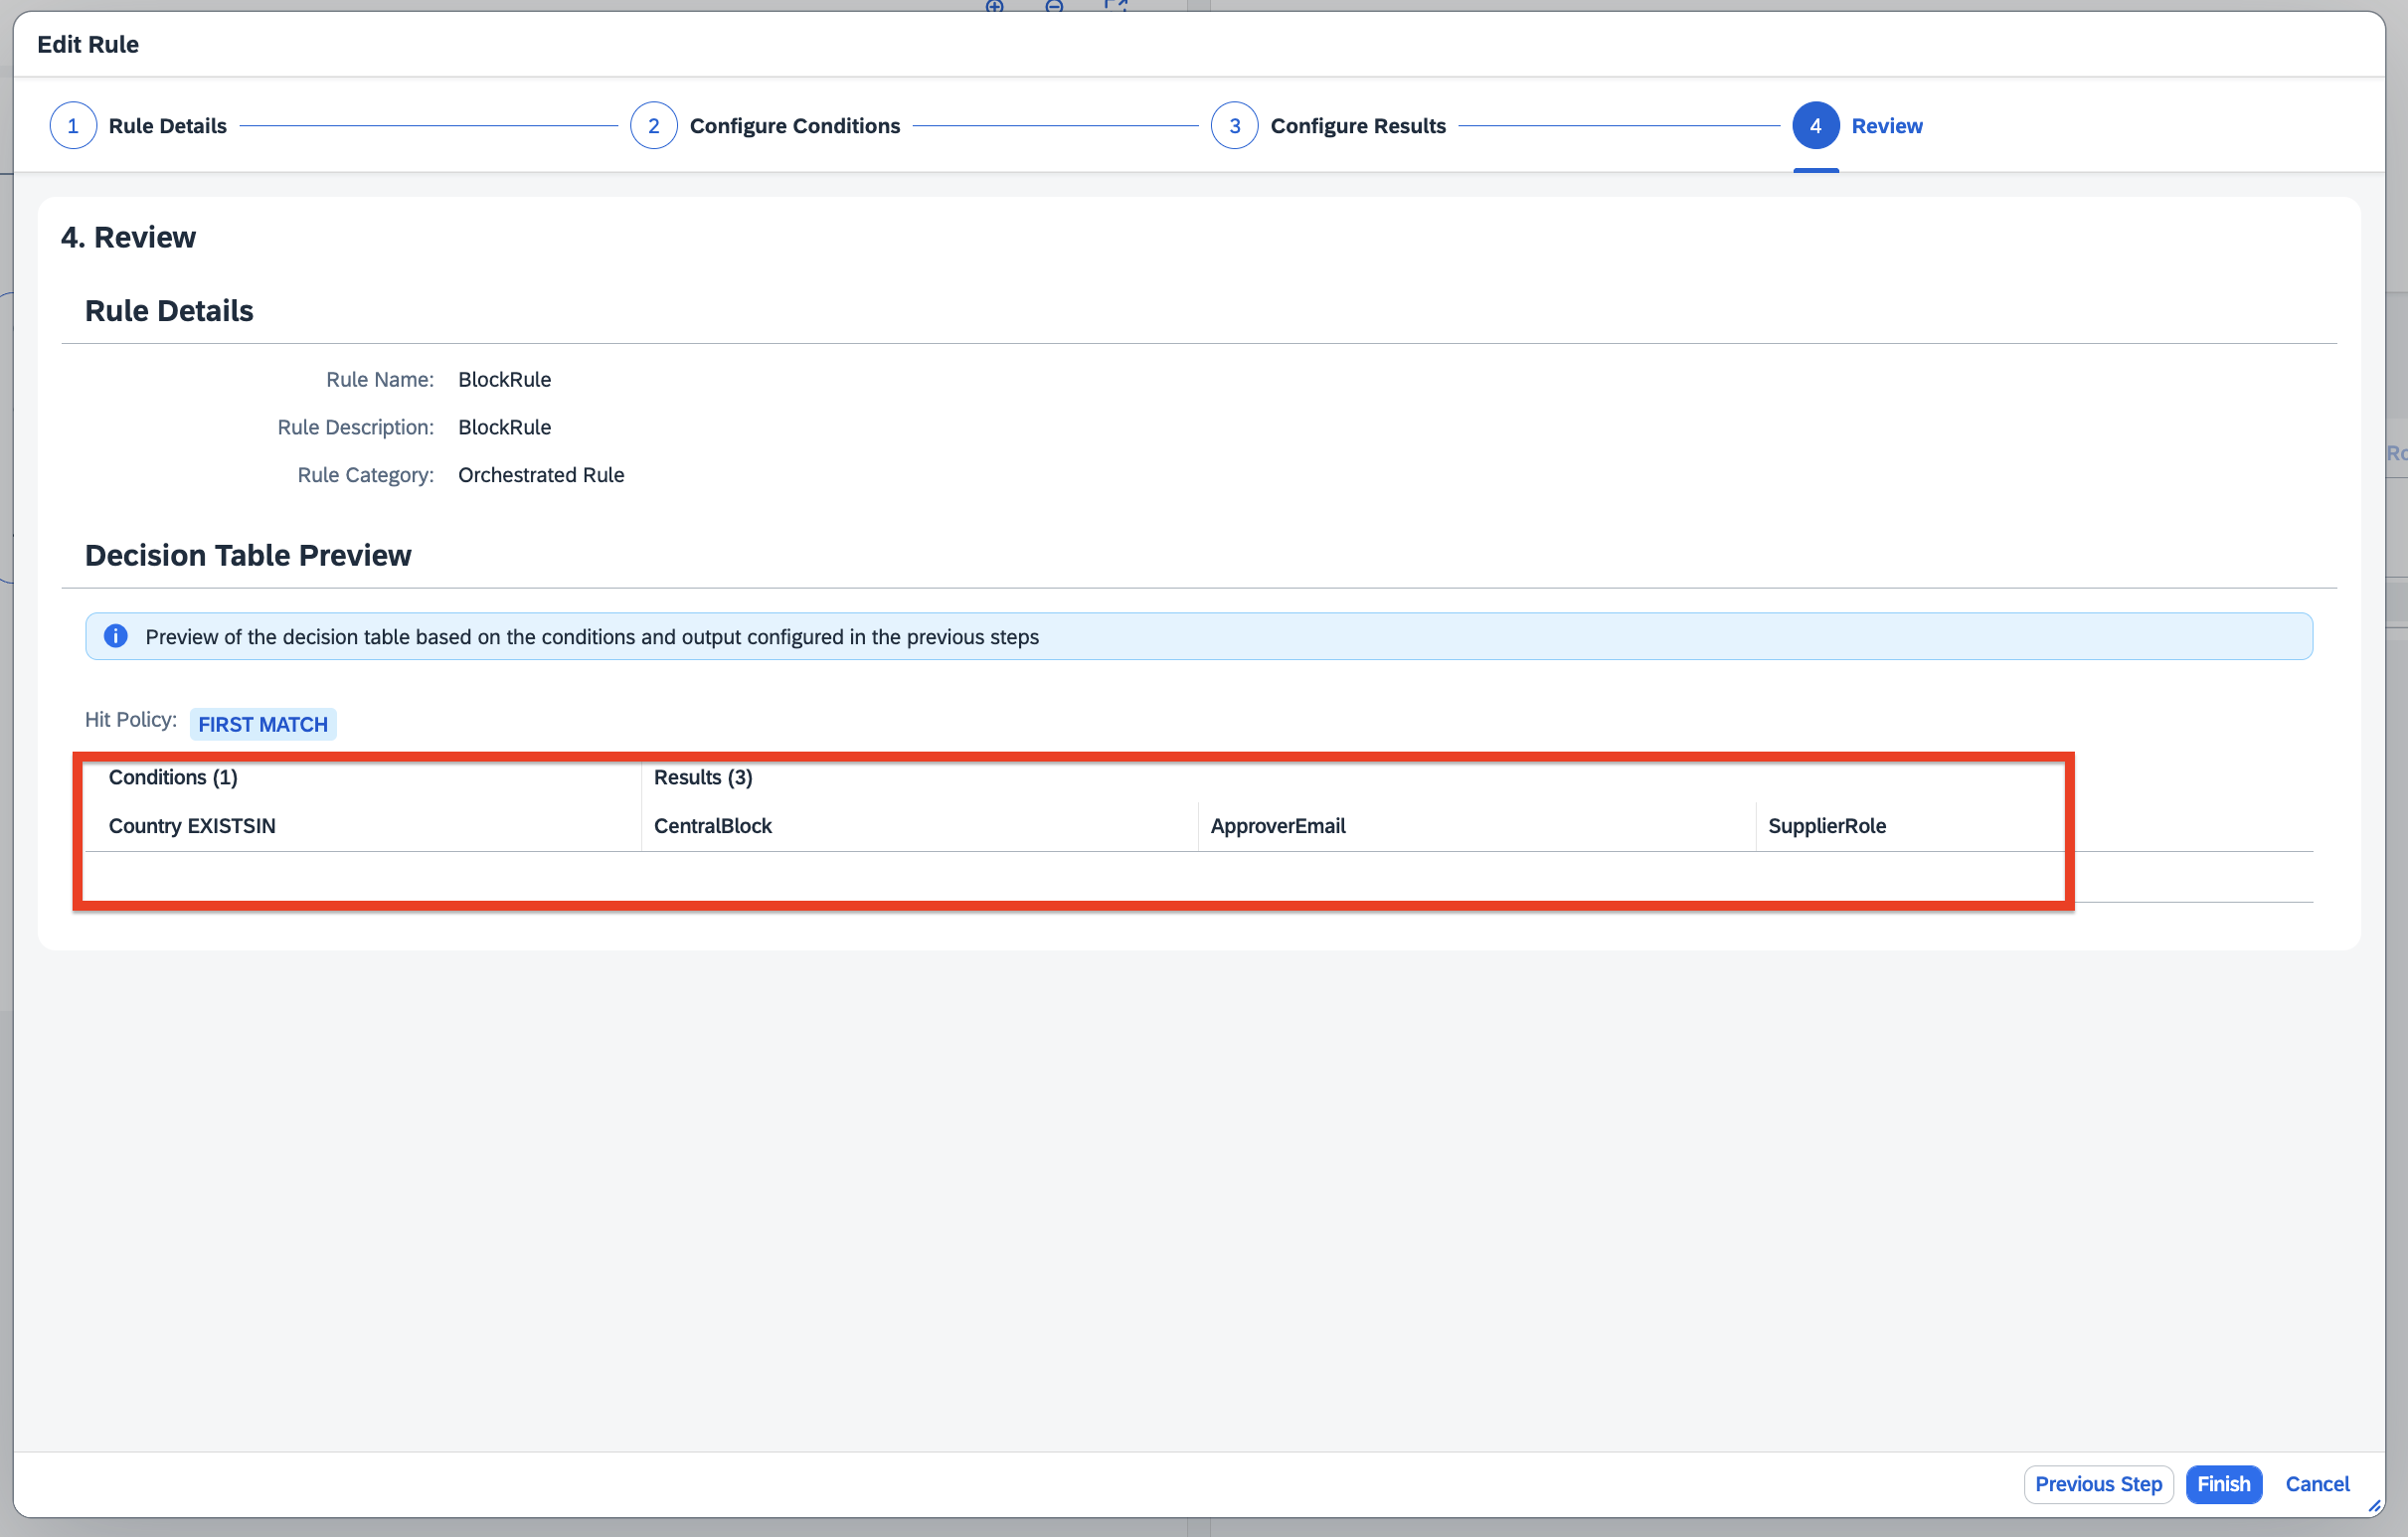 Edit Rule
1 Rule Details 2 Configure Conditions 3 Configure Results 4 Review
4. Review
Rule Details
Rule Name: BlockRule
Rule Description: BlockRule
Rule Category: Orchestrated Rule
Decision Table Preview
Preview of the decision table based on the conditions and output configured in the previous steps
Hit Policy: FIRST MATCH
Conditions (1) Results (3)
Country EXISTSIN CentralBlock ApproverEmail SupplierRole
Previous Step Finish Cancel